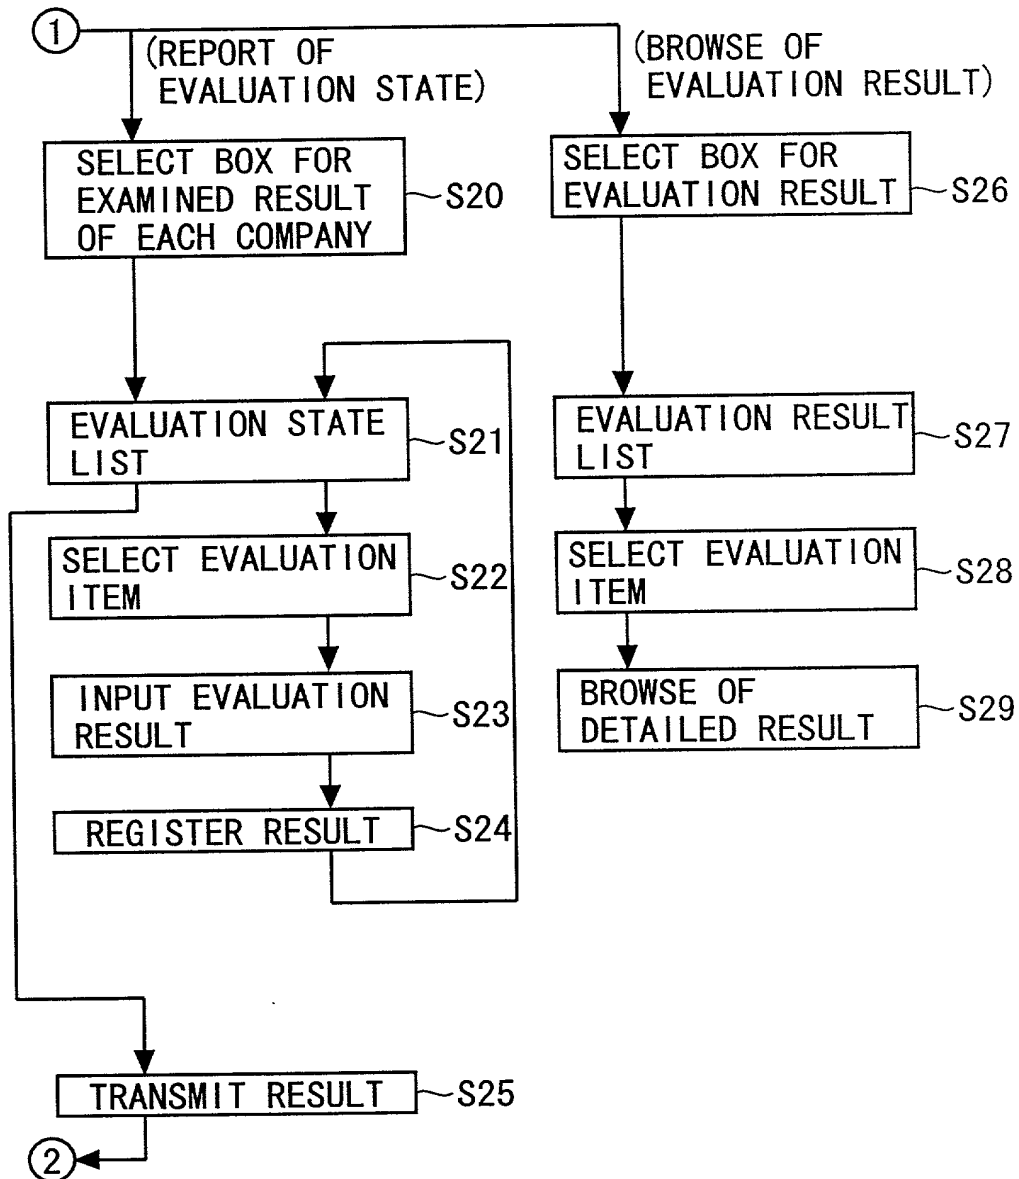 1
(REPORT OF
EVALUATION STATE)
(BROWSE OF
EVALUATION RESULT)
SELECT BOX FOR
EXAMINED RESULT
OF EACH COMPANY
S20
SELECT BOX FOR
EVALUATION RESULT
S26
EVALUATION STATE
LIST
S21
EVALUATION RESULT
LIST
S27
SELECT EVALUATION
ITEM
S22
SELECT EVALUATION
ITEM
S28
INPUT EVALUATION
RESULT
S23
BROWSE OF
DETAILED RESULT
S29
REGISTER RESULT
S24
TRANSMIT RESULT
S25
2